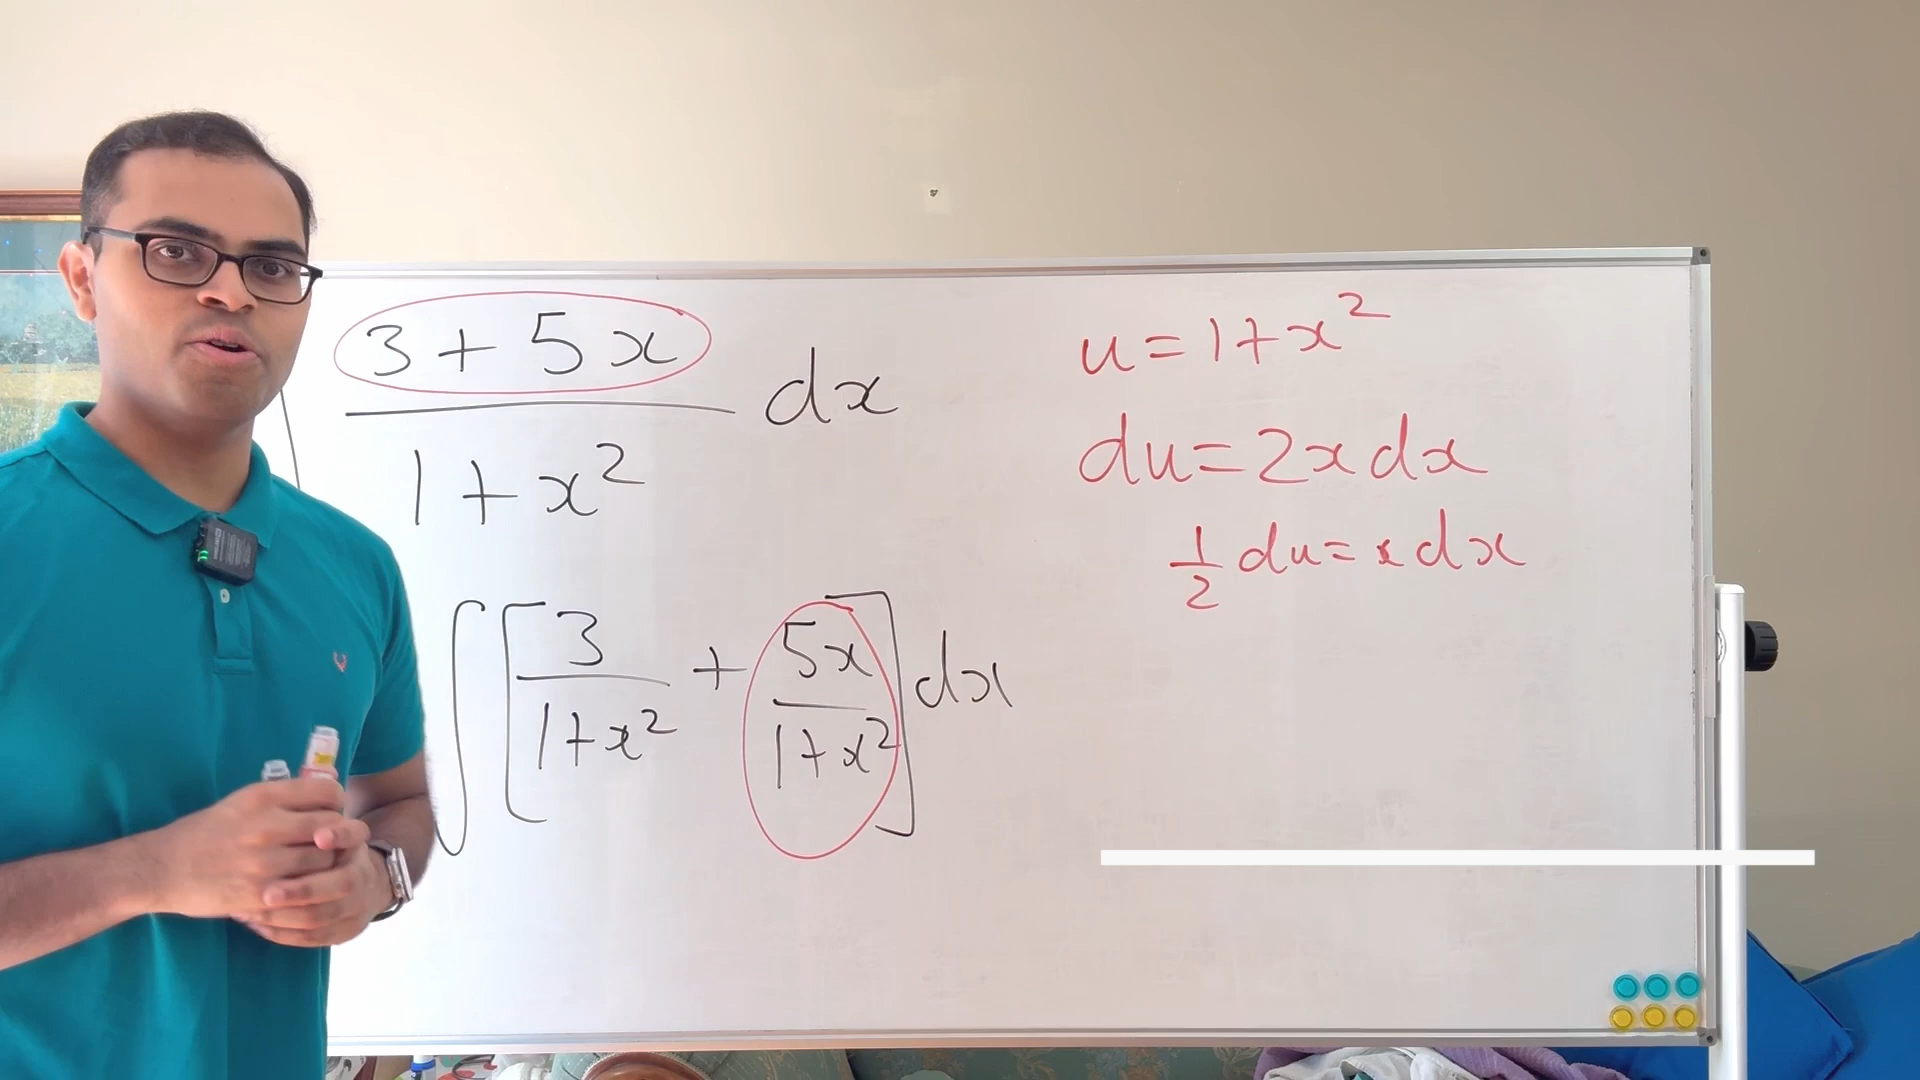 3 + 5x
dx
1 + x²
∫ [ 3/(1+x²) + 5x/(1+x²) ] dx
u = 1 + x²
du = 2x dx
1/2 du = x dx